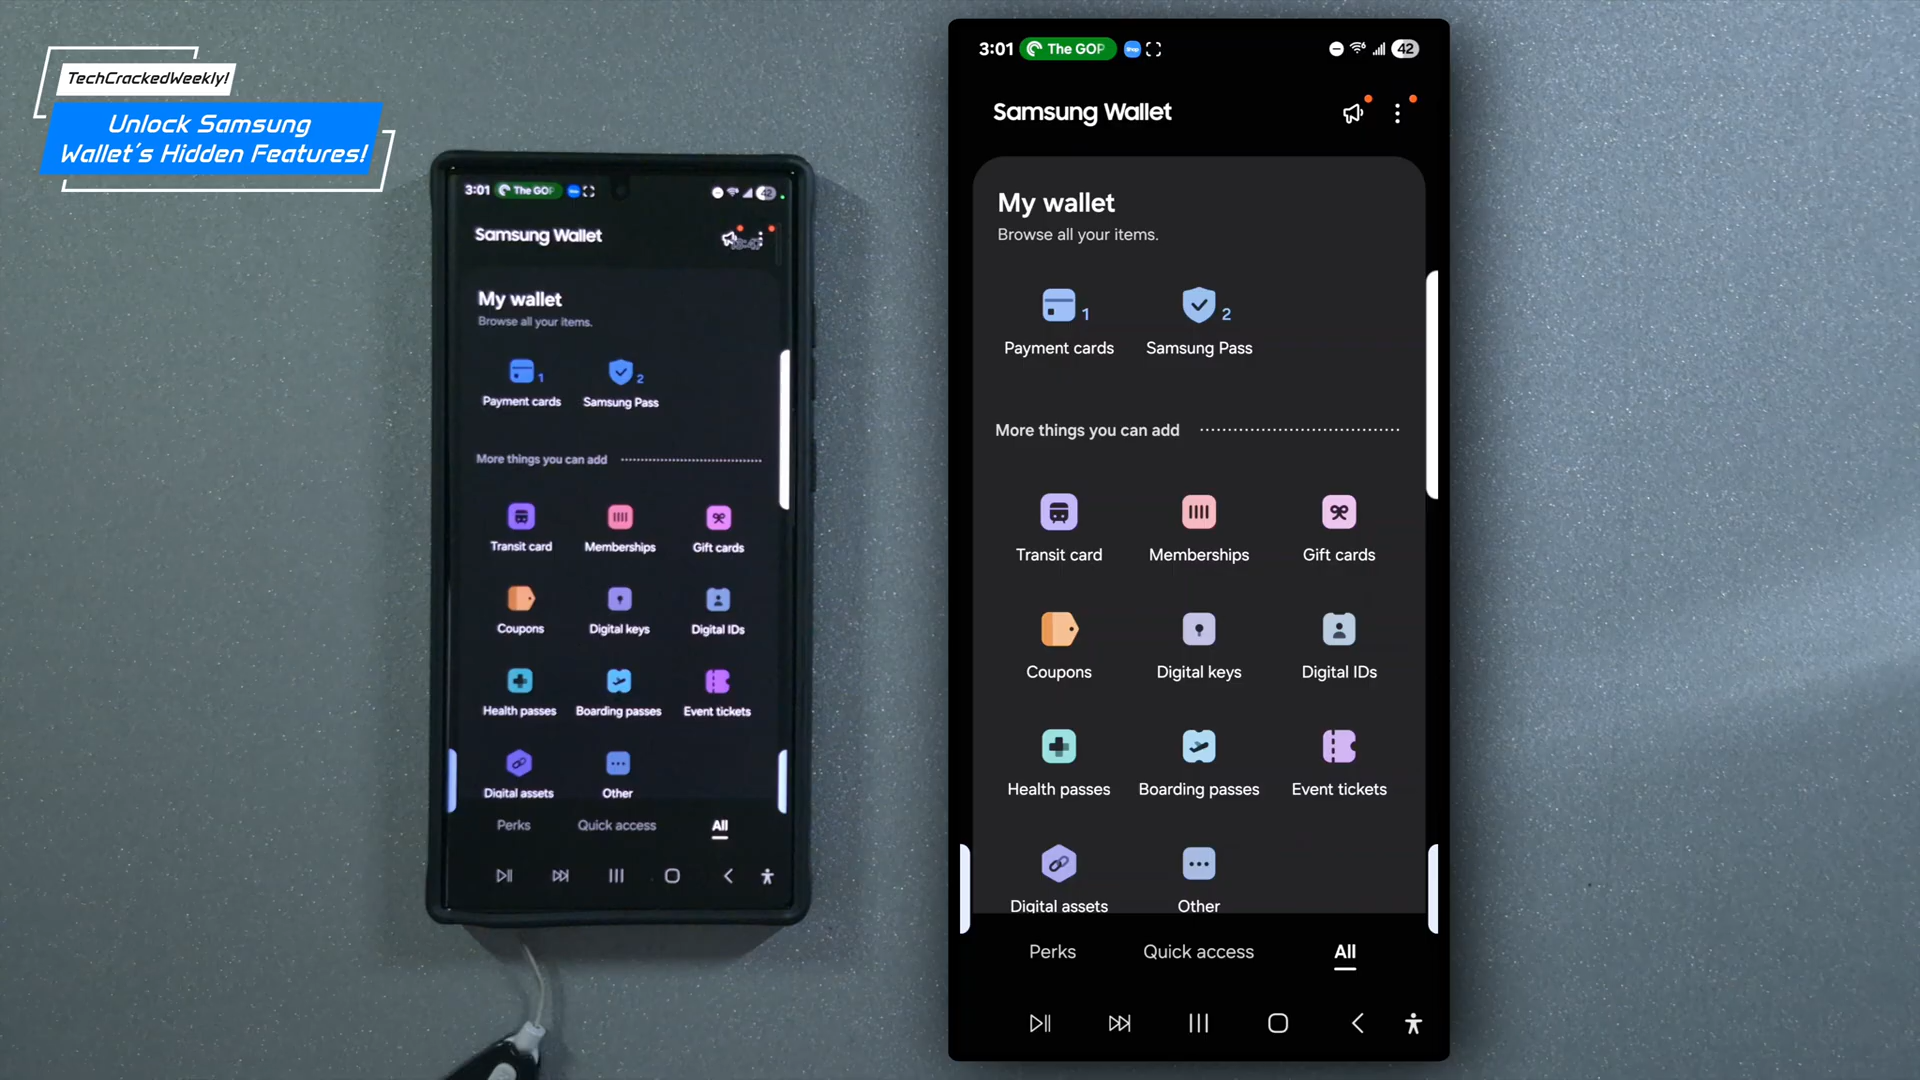 TechCrackedWeekly!
Unlock Samsung
Wallet's Hidden Features!
3:01 The GOP
Samsung Wallet
My wallet
Browse all your items.
1 2
Payment cards Samsung Pass
More things you can add
Transit card Memberships Gift cards
Coupons Digital keys Digital IDs
Health passes Boarding passes Event tickets
Digital assets Other
Perks Quick access All
3:01 The GOP 42
Samsung Wallet
My wallet
Browse all your items.
1 2
Payment cards Samsung Pass
More things you can add
Transit card Memberships Gift cards
Coupons Digital keys Digital IDs
Health passes Boarding passes Event tickets
Digital assets Other
Perks Quick access All